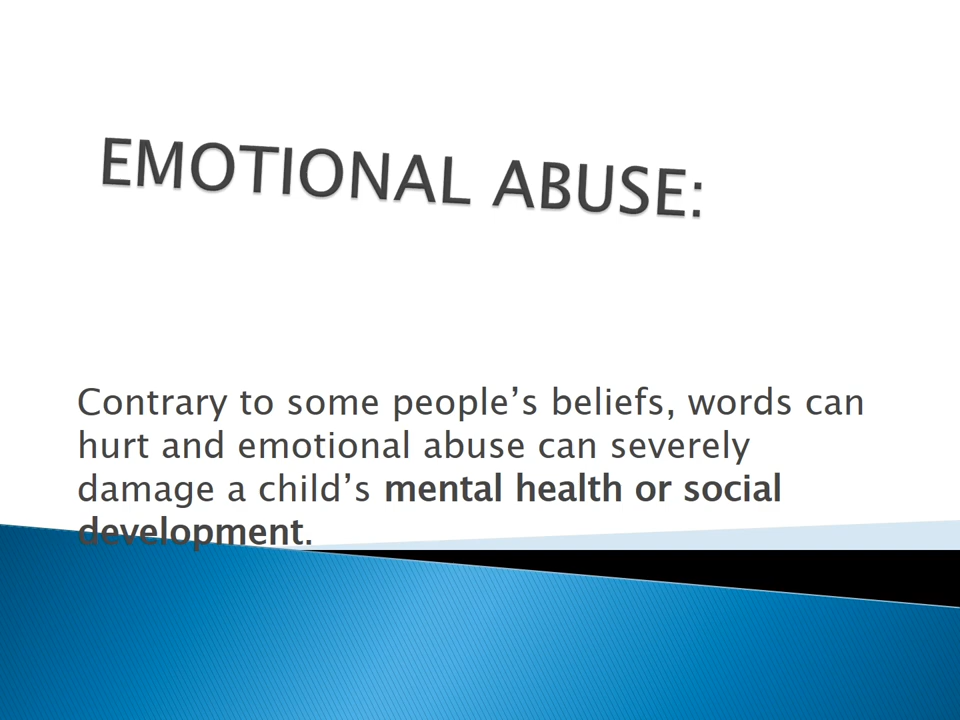 EMOTIONAL ABUSE:
Contrary to some people’s beliefs, words can
hurt and emotional abuse can severely
damage a child’s mental health or social
development.